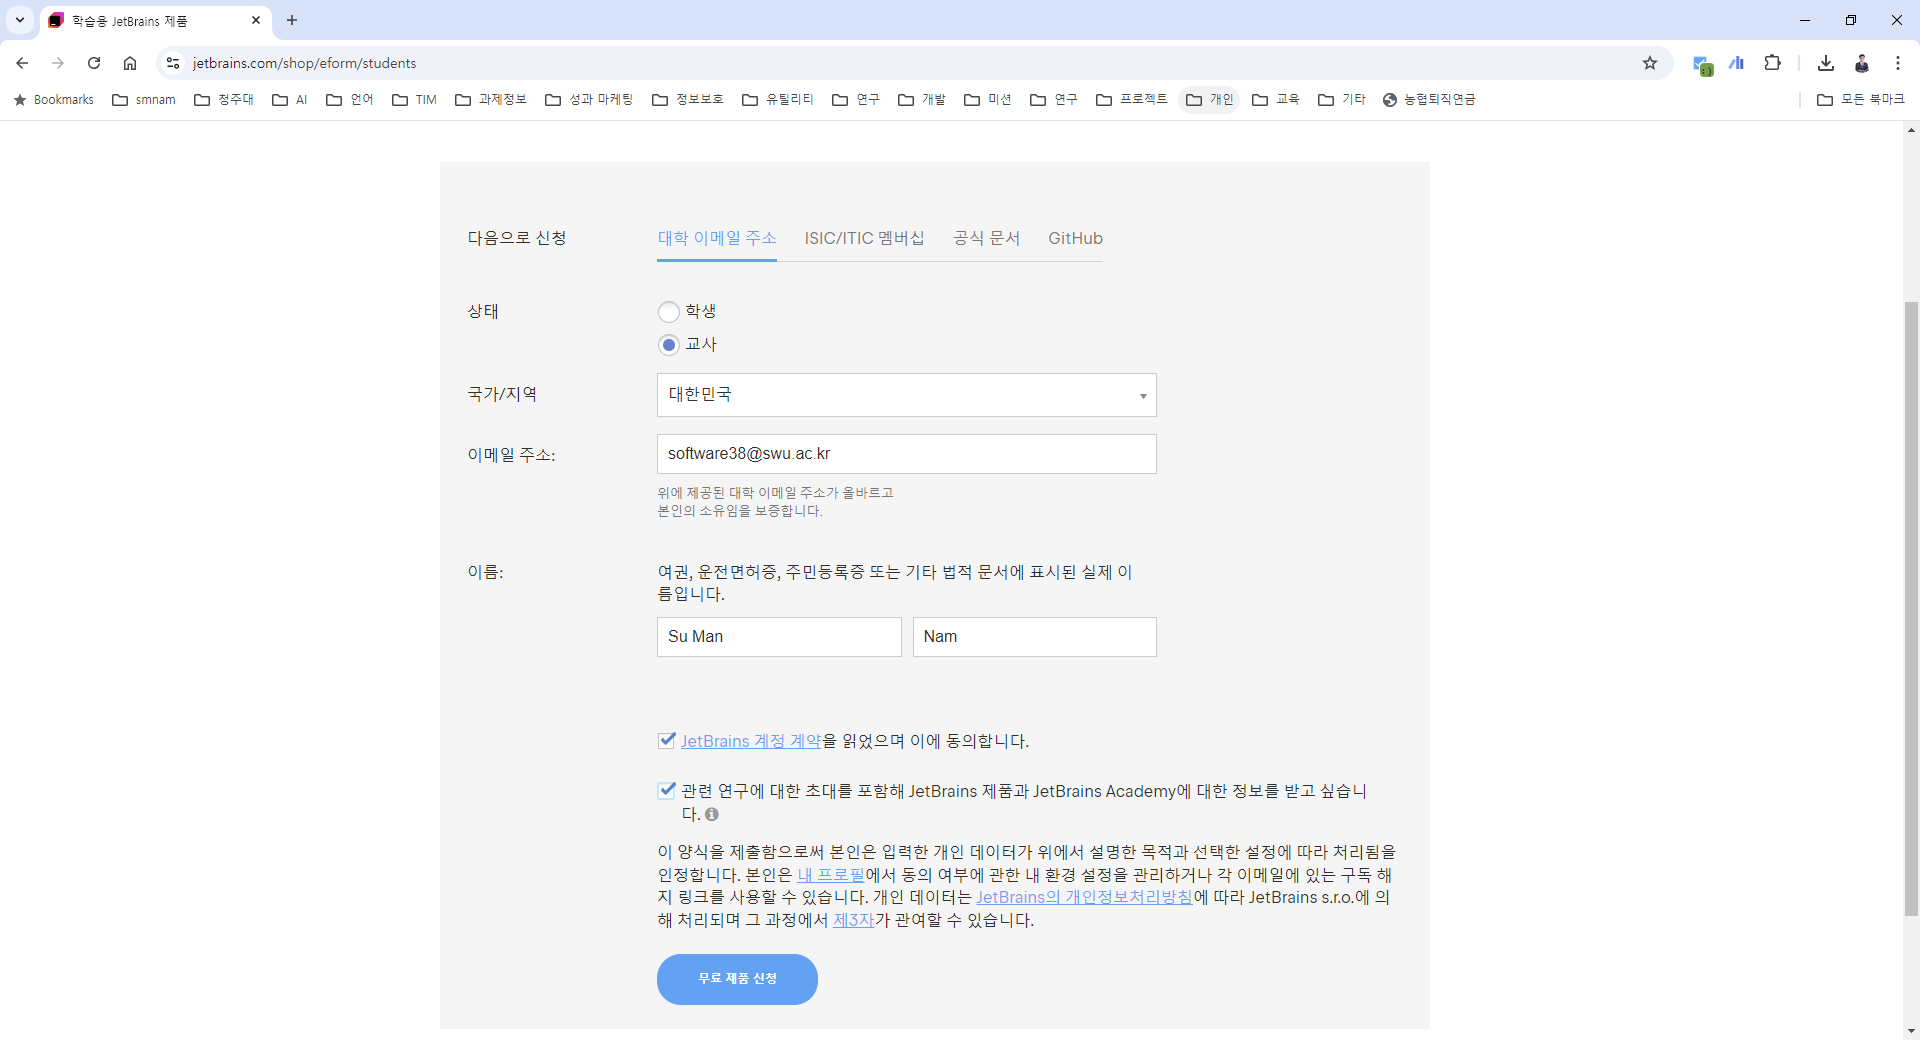 학습용 JetBrains 제품
jetbrains.com/shop/eform/students
Bookmarks smnam 청주대 AI 언어 TIM 과제정보 성과 마케팅 정보보호 유틸리티 연구 개발 미션 연구 프로젝트 개인 교육 기타 농협퇴직연금 모든 북마크
다음으로 신청 대학 이메일 주소 ISIC/ITIC 멤버십 공식 문서 GitHub
상태 학생
교사
국가/지역 대한민국
이메일 주소: software38@swu.ac.kr
위에 제공된 대학 이메일 주소가 올바르고
본인의 소유임을 보증합니다.
이름: 여권, 운전면허증, 주민등록증 또는 기타 법적 문서에 표시된 실제 이
름입니다.
Su Man Nam
JetBrains 계정 계약을 읽었으며 이에 동의합니다.
관련 연구에 대한 초대를 포함해 JetBrains 제품과 JetBrains Academy에 대한 정보를 받고 싶습니
다.
이 양식을 제출함으로써 본인은 입력한 개인 데이터가 위에서 설명한 목적과 선택한 설정에 따라 처리됨을
인정합니다. 본인은 내 프로필에서 동의 여부에 관한 내 환경 설정을 관리하거나 각 이메일에 있는 구독 해
지 링크를 사용할 수 있습니다. 개인 데이터는 JetBrains의 개인정보처리방침에 따라 JetBrains s.r.o.에 의
해 처리되며 그 과정에서 제3자가 관여할 수 있습니다.
무료 제품 신청